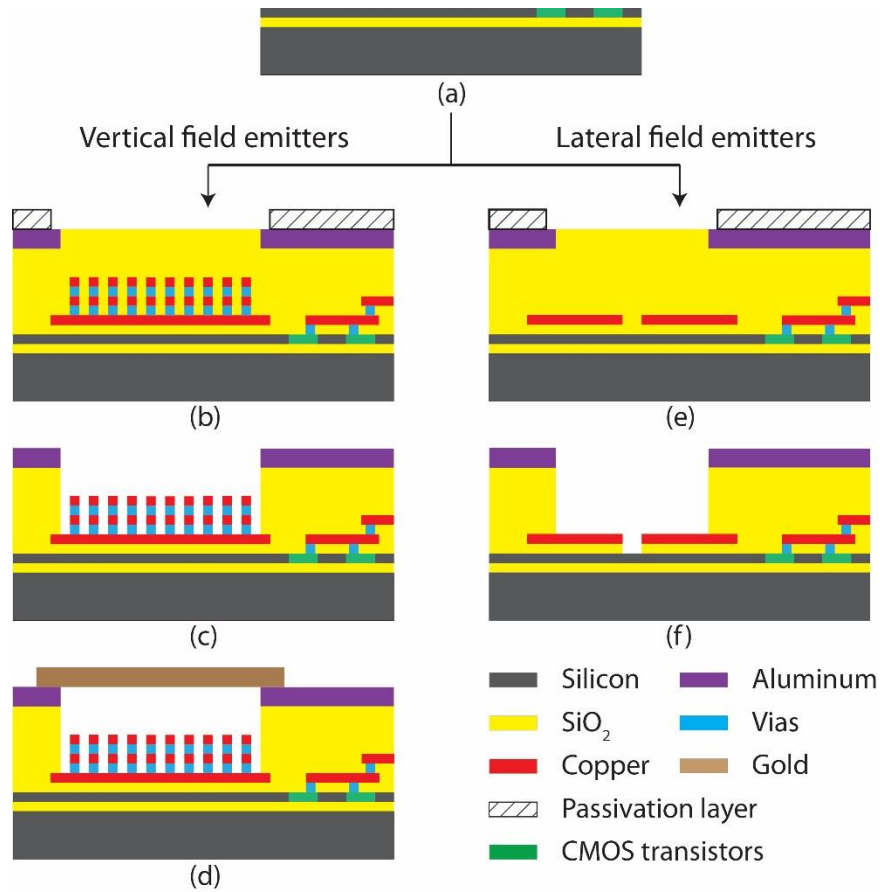 (a)
Vertical field emitters
Lateral field emitters
(b)
(e)
(c)
(f)
(d)
Silicon
Aluminum
SiO₂
Vias
Copper
Gold
Passivation layer
CMOS transistors